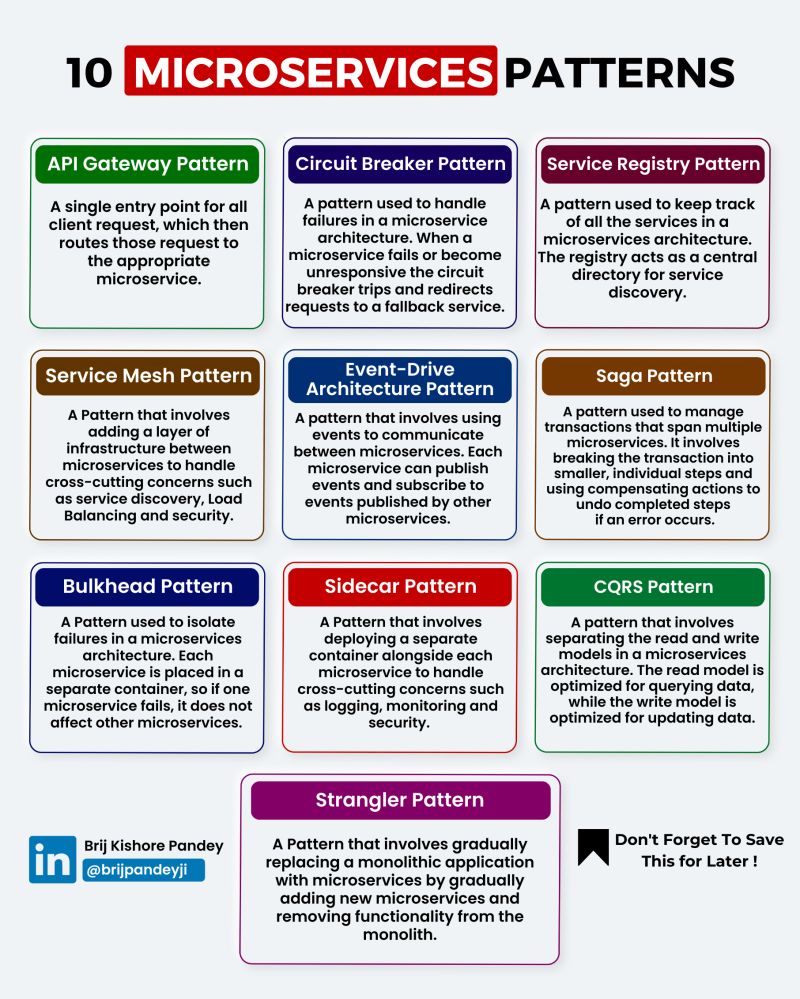 10 MICROSERVICES PATTERNS
API Gateway Pattern
A single entry point for all
client request, which then
routes those request to
the appropriate
microservice.
Circuit Breaker Pattern
A pattern used to handle
failures in a microservice
architecture. When a
microservice fails or become
unresponsive the circuit
breaker trips and redirects
requests to a fallback service.
Service Registry Pattern
A pattern used to keep track
of all the services in a
microservices architecture.
The registry acts as a central
directory for service
discovery.
Service Mesh Pattern
A Pattern that involves
adding a layer of
infrastructure between
microservices to handle
cross-cutting concerns such
as service discovery, Load
Balancing and security.
Event-Drive
Architecture Pattern
A pattern that involves using
events to communicate
between microservices. Each
microservice can publish
events and subscribe to
events published by other
microservices.
Saga Pattern
A pattern used to manage
transactions that span multiple
microservices. It involves
breaking the transaction into
smaller, individual steps and
using compensating actions to
undo completed steps
if an error occurs.
Bulkhead Pattern
A Pattern used to isolate
failures in a microservices
architecture. Each
microservice is placed in a
separate container, so if one
microservice fails, it does not
affect other microservices.
Sidecar Pattern
A Pattern that involves
deploying a separate
container alongside each
microservice to handle
cross-cutting concerns such
as logging, monitoring and
security.
CQRS Pattern
A pattern that involves
separating the read and write
models in a microservices
architecture. The read model is
optimized for querying data,
while the write model is
optimized for updating data.
Strangler Pattern
A Pattern that involves gradually
replacing a monolithic application
with microservices by gradually
adding new microservices and
removing functionality from the
monolith.
in
Brij Kishore Pandey
@brijpandeyji
Don't Forget To Save
This for Later !